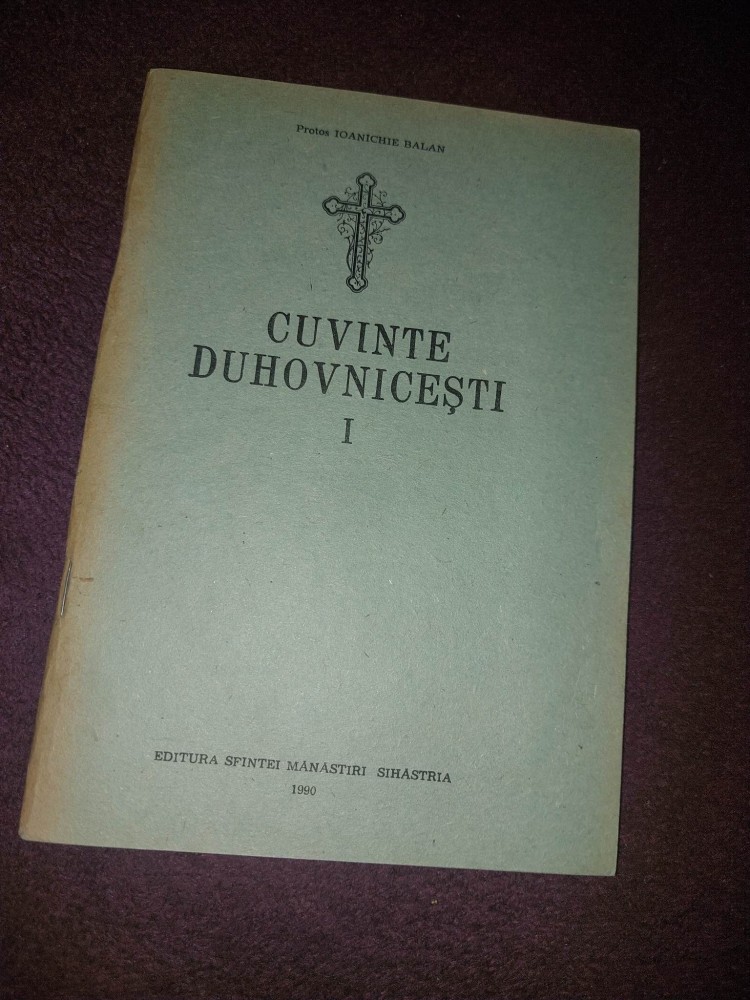 Protos IOANICHIE BALAN
CUVINTE
DUHOVNICEŞTI
I
EDITURA SFINTEI MĂNĂSTIRI SIHĂSTRIA
1990